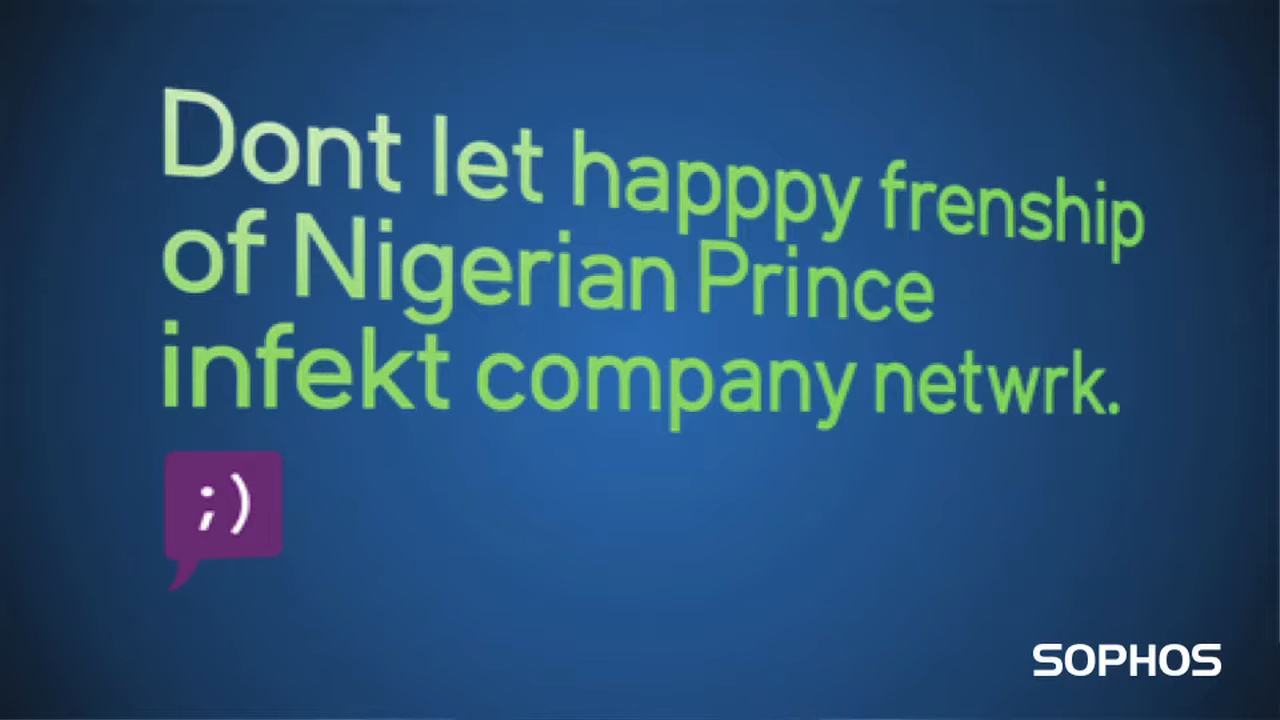 Dont let happpy frenship
of Nigerian Prince
infekt company netwrk.
;)
SOPHOS